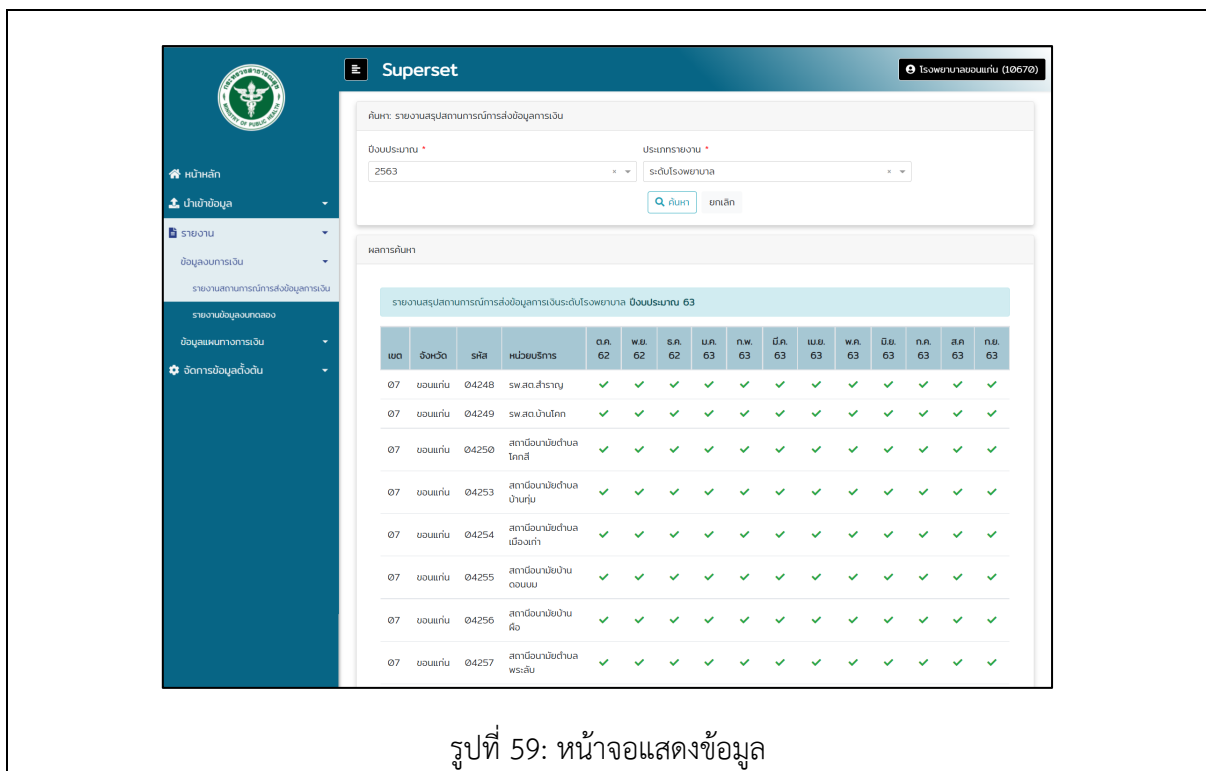 กระทรวงสาธารณสุข
MINISTRY OF PUBLIC HEALTH
Superset
โรงพยาบาลขอนแก่น (10670)
หน้าหลัก
นำเข้าข้อมูล
รายงาน
ข้อมูลงบการเงิน
รายงานสถานการณ์การส่งข้อมูลการเงิน
รายงานข้อมูลงบทดลอง
ข้อมูลแผนทางการเงิน
จัดการข้อมูลตั้งต้น
ค้นหา: รายงานสรุปสถานการณ์การส่งข้อมูลการเงิน
ปีงบประมาณ * ประเภทรายงาน *
2563 × ระดับโรงพยาบาล ×
ค้นหา ยกเลิก
ผลการค้นหา
รายงานสรุปสถานการณ์การส่งข้อมูลการเงินระดับโรงพยาบาล ปีงบประมาณ 63
เขต จังหวัด รหัส หน่วยบริการ ต.ค. 62 พ.ย. 62 ธ.ค. 62 ม.ค. 63 ก.พ. 63 มี.ค. 63 เม.ย. 63 พ.ค. 63 มิ.ย. 63 ก.ค. 63 ส.ค 63 ก.ย. 63
07 ขอนแก่น 04248 รพ.สต.สำราญ ✓ ✓ ✓ ✓ ✓ ✓ ✓ ✓ ✓ ✓ ✓ ✓
07 ขอนแก่น 04249 รพ.สต.บ้านโคก ✓ ✓ ✓ ✓ ✓ ✓ ✓ ✓ ✓ ✓ ✓ ✓
07 ขอนแก่น 04250 สถานีอนามัยตำบลโคกสี ✓ ✓ ✓ ✓ ✓ ✓ ✓ ✓ ✓ ✓ ✓ ✓
07 ขอนแก่น 04253 สถานีอนามัยตำบลบ้านทุ่ม ✓ ✓ ✓ ✓ ✓ ✓ ✓ ✓ ✓ ✓ ✓ ✓
07 ขอนแก่น 04254 สถานีอนามัยตำบลเมืองเก่า ✓ ✓ ✓ ✓ ✓ ✓ ✓ ✓ ✓ ✓ ✓ ✓
07 ขอนแก่น 04255 สถานีอนามัยบ้านดอนบม ✓ ✓ ✓ ✓ ✓ ✓ ✓ ✓ ✓ ✓ ✓ ✓
07 ขอนแก่น 04256 สถานีอนามัยบ้านผือ ✓ ✓ ✓ ✓ ✓ ✓ ✓ ✓ ✓ ✓ ✓ ✓
07 ขอนแก่น 04257 สถานีอนามัยตำบลพระลับ ✓ ✓ ✓ ✓ ✓ ✓ ✓ ✓ ✓ ✓ ✓ ✓
รูปที่ 59: หน้าจอแสดงข้อมูล